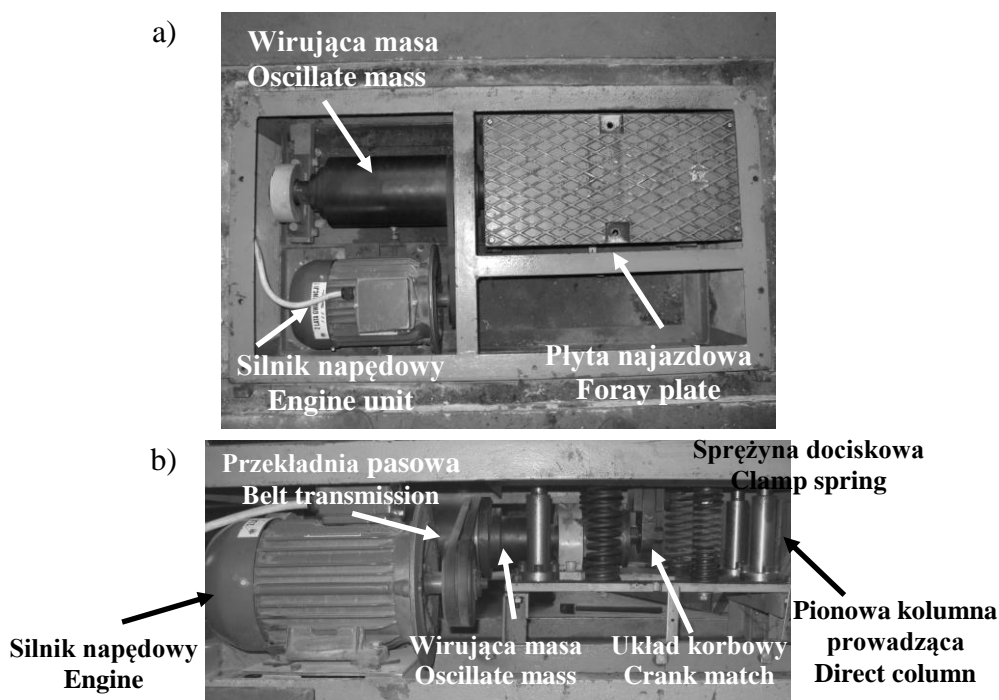 a)
Wirująca masa
Oscillate mass
Silnik napędowy
Engine unit
Płyta najazdowa
Foray plate
b)
Przekładnia pasowa
Belt transmission
Sprężyna dociskowa
Clamp spring
Silnik napędowy
Engine
Wirująca masa
Oscillate mass
Układ korbowy
Crank match
Pionowa kolumna
prowadząca
Direct column